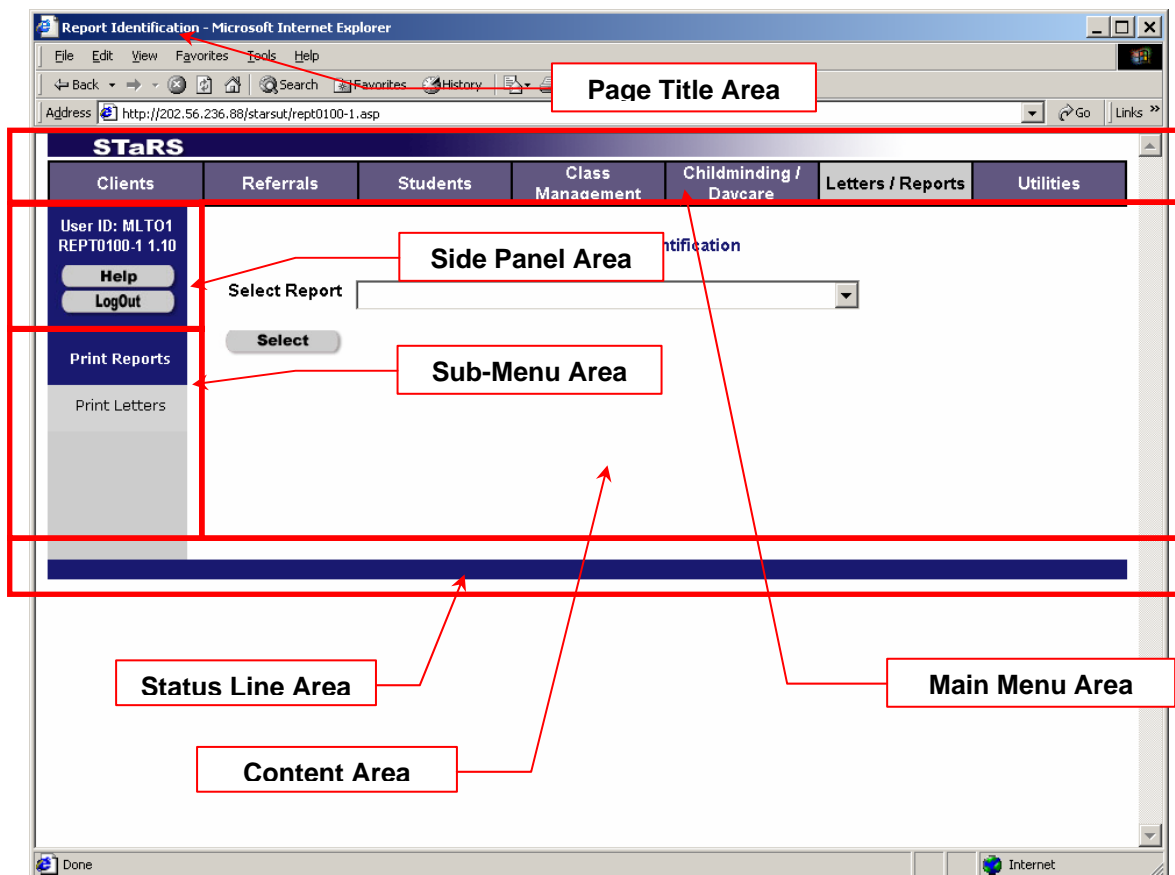 Report Identification - Microsoft Internet Explorer
File Edit View Favorites Tools Help
Back Search Favorites History
Page Title Area
Address http://202.56.236.88/starsut/rept0100-1.asp Go Links »
STaRS
Clients Referrals Students Class Management Childminding / Daycare Letters / Reports Utilities
User ID: MLTO1
REPT0100-1 1.10
Help
LogOut
Side Panel Area
ntification
Select Report
Select
Print Reports
Sub-Menu Area
Print Letters
Status Line Area
Main Menu Area
Content Area
Done Internet